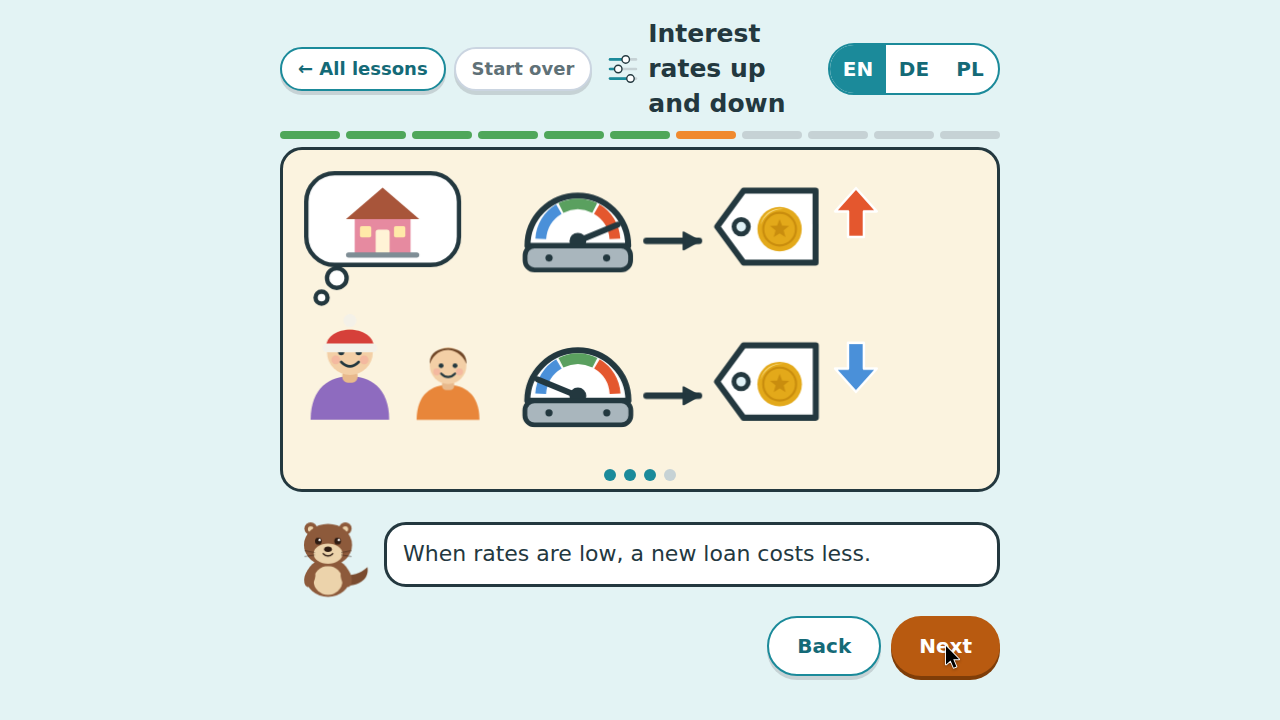 ← All lessons
Start over
Interest
rates up
and down
EN DE PL
When rates are low, a new loan costs less.
Back
Next